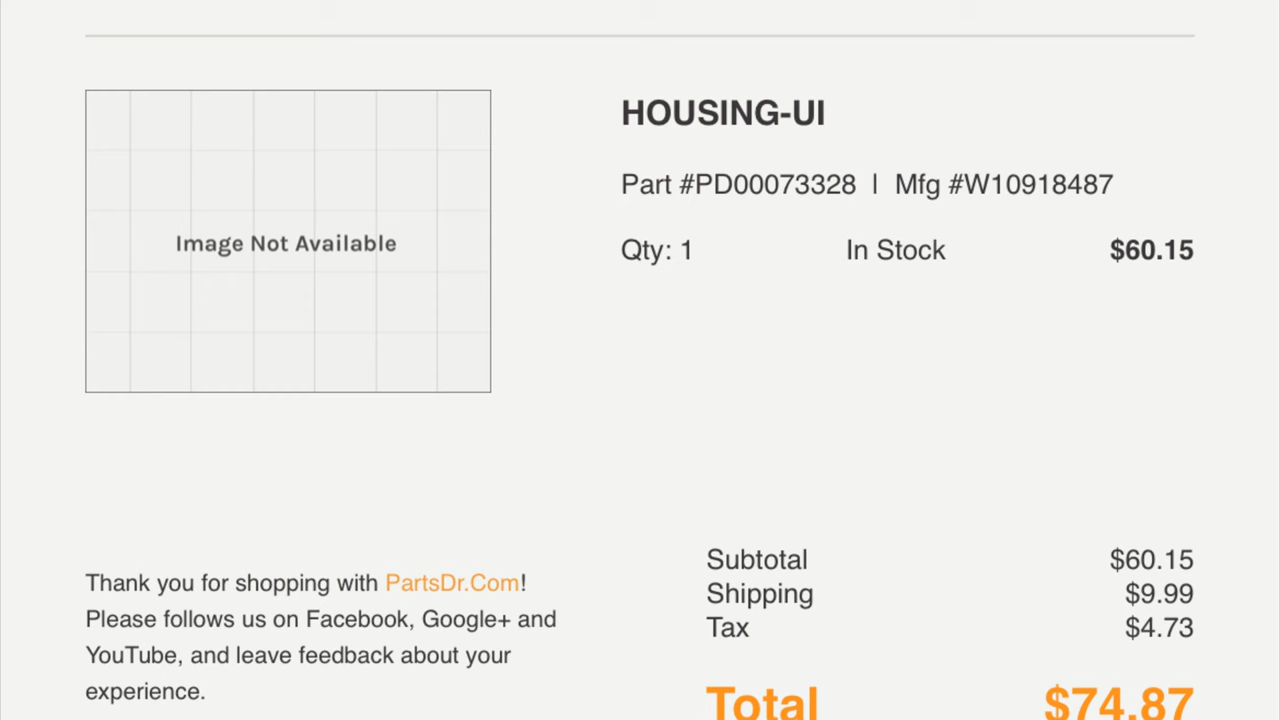 Image Not Available
HOUSING-UI
Part #PD00073328 | Mfg #W10918487
Qty: 1 In Stock $60.15
Thank you for shopping with PartsDr.Com!
Please follows us on Facebook, Google+ and
YouTube, and leave feedback about your
experience.
Subtotal $60.15
Shipping $9.99
Tax $4.73
Total $74.87